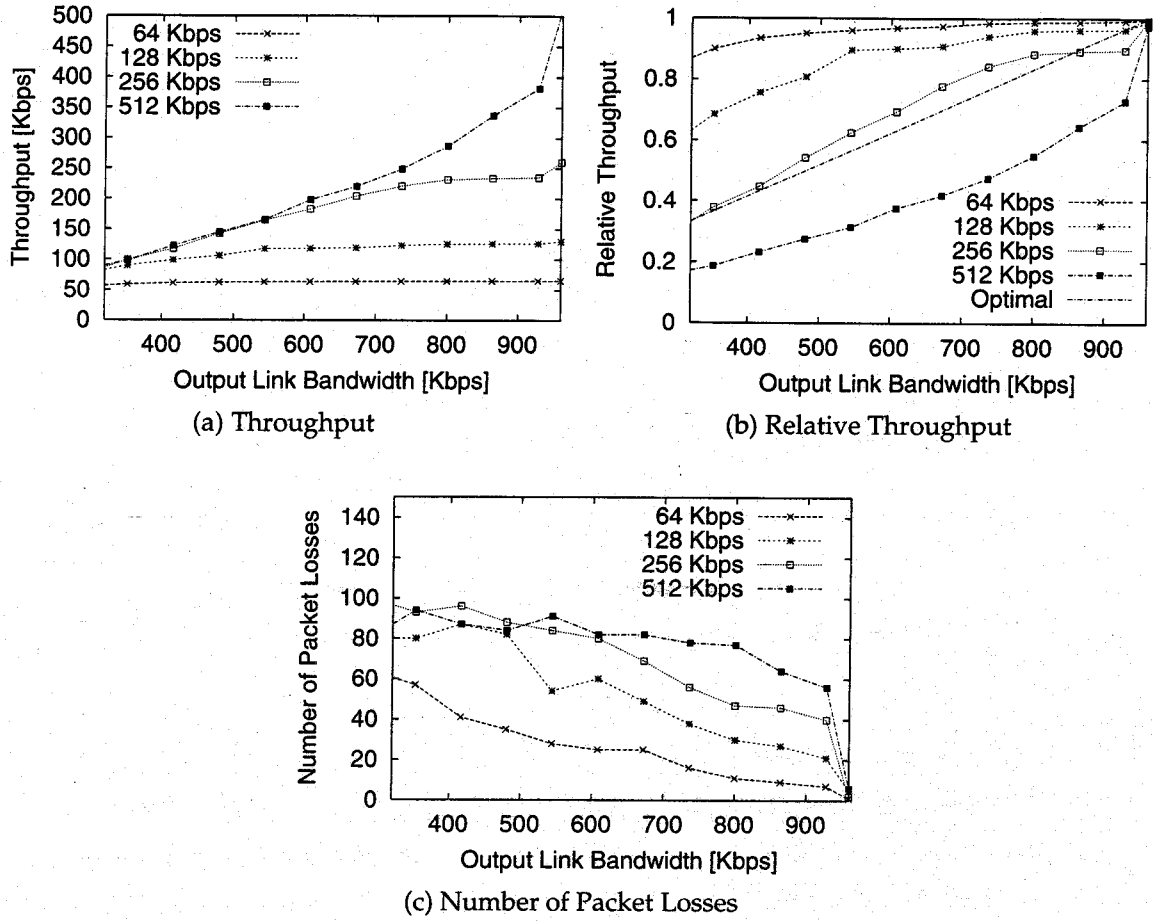 500
450
400
350
300
250
200
150
100
50
0
Throughput [Kbps]
64 Kbps
128 Kbps
256 Kbps
512 Kbps
400 500 600 700 800 900
Output Link Bandwidth [Kbps]
(a) Throughput
1
0.8
0.6
0.4
0.2
0
Relative Throughput
64 Kbps
128 Kbps
256 Kbps
512 Kbps
Optimal
400 500 600 700 800 900
Output Link Bandwidth [Kbps]
(b) Relative Throughput
140
120
100
80
60
40
20
0
Number of Packet Losses
64 Kbps
128 Kbps
256 Kbps
512 Kbps
400 500 600 700 800 900
Output Link Bandwidth [Kbps]
(c) Number of Packet Losses